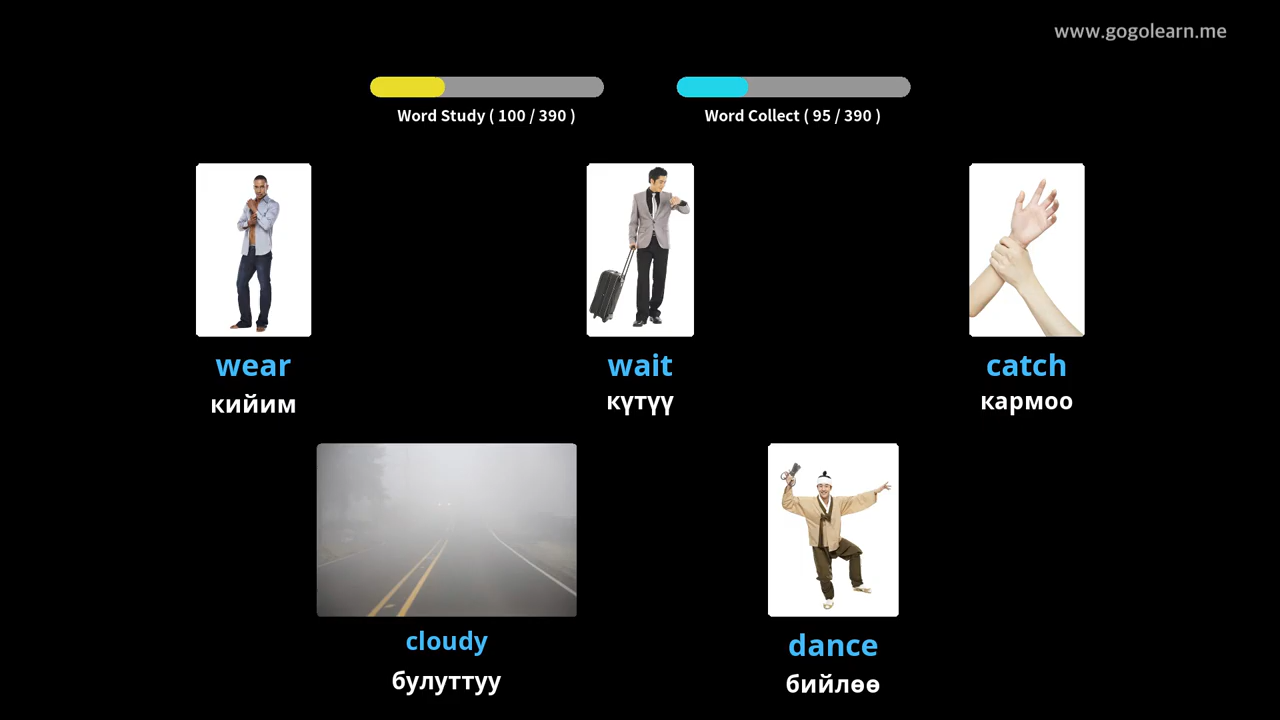 www.gogolearn.me
Word Study ( 100 / 390 )
Word Collect ( 95 / 390 )
wear
кийим
wait
күтүү
catch
кармоо
cloudy
булуттуу
dance
бийлөө